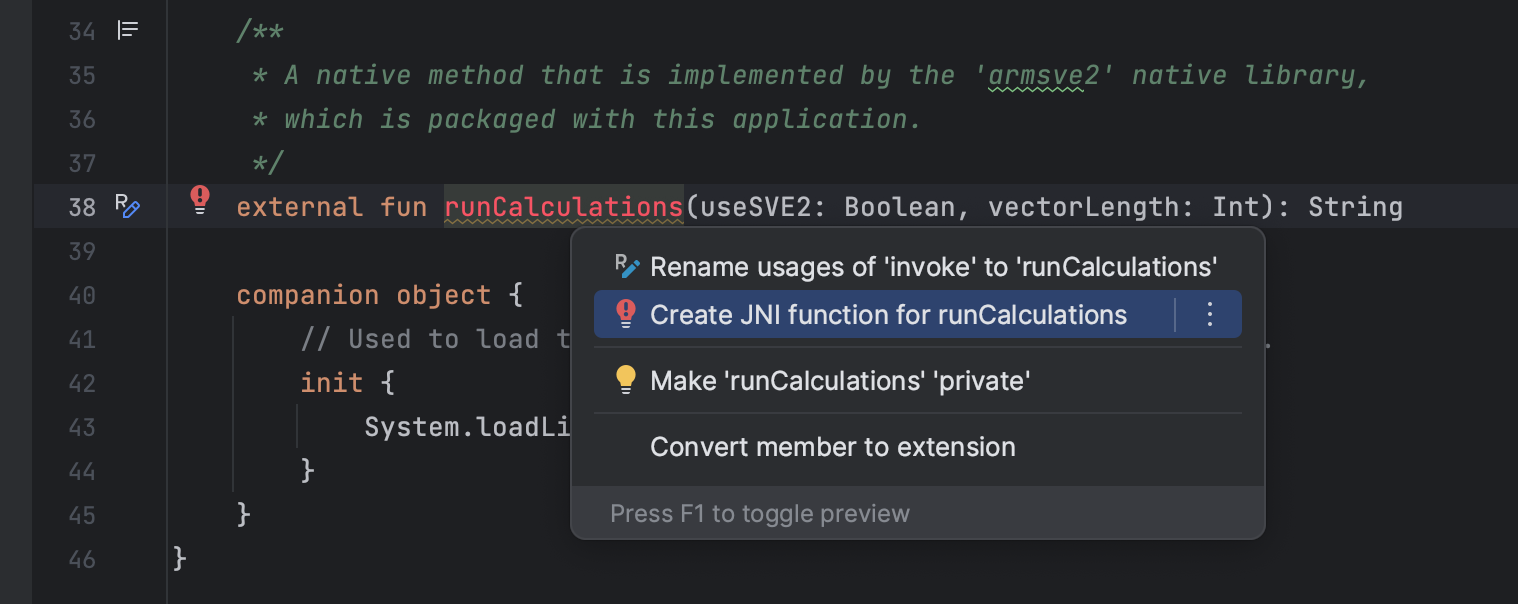 34 /**
35 * A native method that is implemented by the 'armsve2' native library,
36 * which is packaged with this application.
37 */
38 external fun runCalculations(useSVE2: Boolean, vectorLength: Int): String
Rename usages of 'invoke' to 'runCalculations'
Create JNI function for runCalculations
Make 'runCalculations' 'private'
Convert member to extension
Press F1 to toggle preview
39
40 companion object {
41 // Used to load t .
42 init {
43 System.loadLi
44 }
45 }
46 }